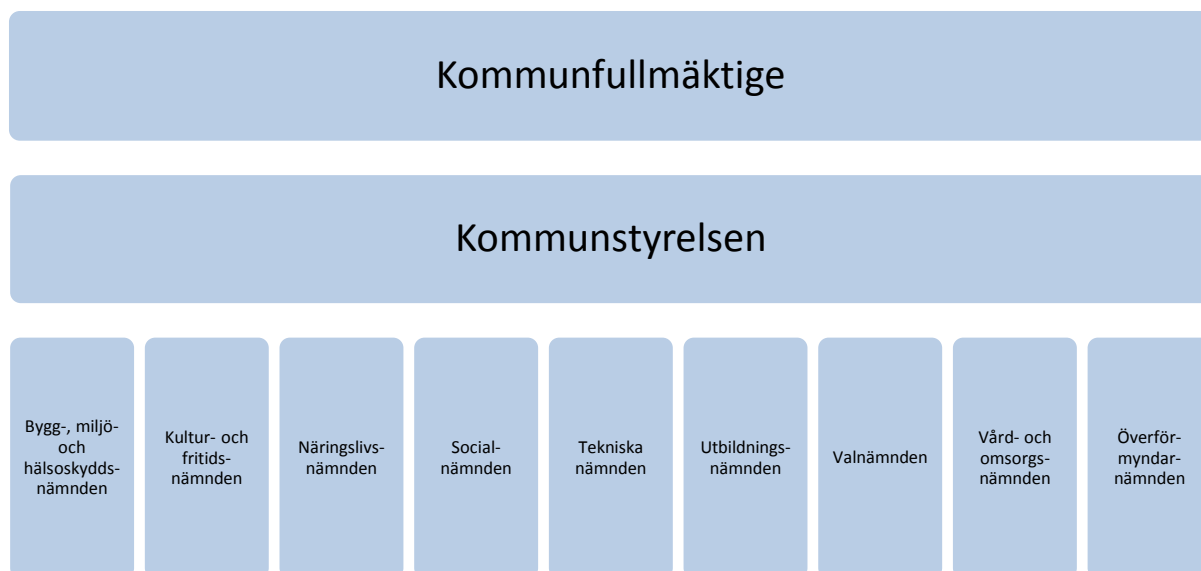 Kommunfullmäktige
Kommunstyrelsen
Bygg-, miljö-
och
hälsoskydds-
nämnden
Kultur- och
fritids-
nämnden
Näringslivs-
nämnden
Social-
nämnden
Tekniska
nämnden
Utbildnings-
nämnden
Valnämnden
Vård- och
omsorgs-
nämnden
Överför-
myndar-
nämnden